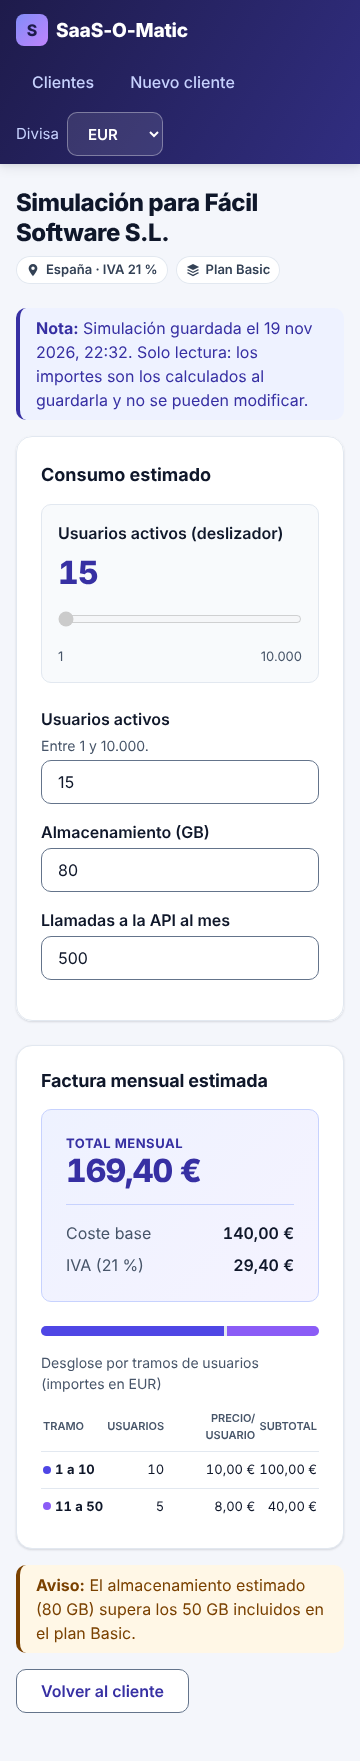 S SaaS-O-Matic
Clientes Nuevo cliente
Divisa EUR
Simulación para Fácil
Software S.L.
España · IVA 21 % Plan Basic
Nota: Simulación guardada el 19 nov
2026, 22:32. Solo lectura: los
importes son los calculados al
guardarla y no se pueden modificar.
Consumo estimado
Usuarios activos (deslizador)
15
1 10.000
Usuarios activos
Entre 1 y 10.000.
15
Almacenamiento (GB)
80
Llamadas a la API al mes
500
Factura mensual estimada
TOTAL MENSUAL
169,40 €
Coste base 140,00 €
IVA (21 %) 29,40 €
Desglose por tramos de usuarios
(importes en EUR)
TRAMO USUARIOS PRECIO/
USUARIO SUBTOTAL
1 a 10 10 10,00 € 100,00 €
11 a 50 5 8,00 € 40,00 €
Aviso: El almacenamiento estimado
(80 GB) supera los 50 GB incluidos en
el plan Basic.
Volver al cliente